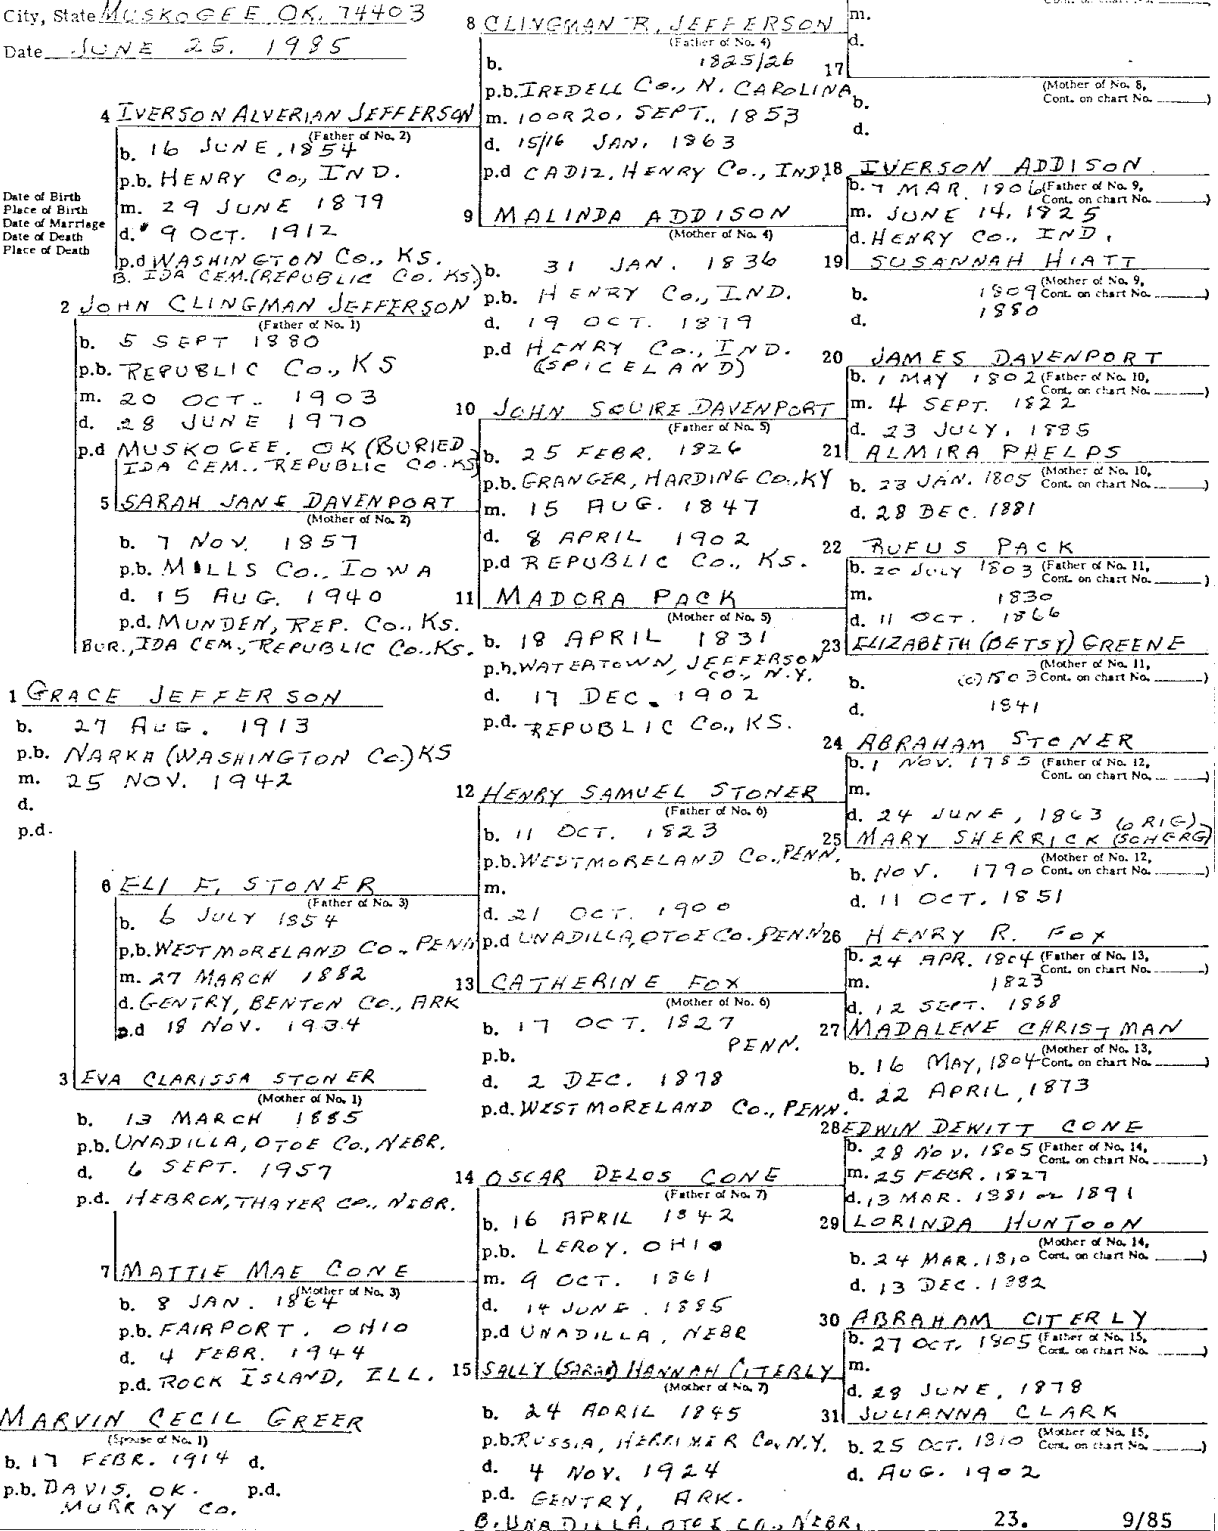 City, State MUSKOGEE OK. 74403
Date JUNE 25. 1985
4 IVERSON ALVERIAN JEFFERSON
(Father of No. 2)
b. 16 JUNE, 1854
p.b. HENRY CO., IND.
m. 29 JUNE 1879
d. 9 OCT. 1912
p.d WASHINGTON CO., KS.
B. IDA CEM. (REPUBLIC CO. KS)
Date of Birth
Place of Birth
Date of Marriage
Date of Death
Place of Death
2 JOHN CLINGMAN JEFFERSON
(Father of No. 1)
b. 5 SEPT 1880
p.b. REPUBLIC CO., KS
m. 20 OCT. 1903
d. 28 JUNE 1970
p.d MUSKOGEE. OK (BURIED
IDA CEM., REPUBLIC CO. KS
5 SARAH JANE DAVENPORT
(Mother of No. 2)
b. 7 NOV. 1857
p.b. MILLS CO., IOWA
d. 15 AUG. 1940
p.d. MUNDEN, REP. CO., KS.
BUR., IDA CEM., REPUBLIC CO., KS.
1 GRACE JEFFERSON
b. 27 AUG. 1913
p.b. NARKA (WASHINGTON CO.) KS
m. 25 NOV. 1942
d.
p.d.
6 ELI F. STONER
(Father of No. 3)
b. 6 JULY 1854
p.b. WESTMORELAND CO., PENN
m. 27 MARCH 1882
d. GENTRY, BENTON CO., ARK
p.d 18 NOV. 1934
3 EVA CLARISSA STONER
(Mother of No. 1)
b. 13 MARCH 1885
p.b. UNADILLA, OTOE CO., NEBR.
d. 6 SEPT. 1957
p.d. HEBRON, THAYER CO., NEBR.
7 MATTIE MAE CONE
(Mother of No. 3)
b. 8 JAN. 1864
p.b. FAIRPORT. OHIO
d. 4 FEBR. 1944
p.d. ROCK ISLAND, ILL.
MARVIN CECIL GREER
(Spouse of No. 1)
b. 17 FEBR. 1914 d.
p.b. DAVIS, OK. p.d.
MURRAY CO.
8 CLINGMAN R. JEFFERSON
(Father of No. 4)
b. 1825/26
p.b. IREDELL CO., N. CAROLINA
m. 10 OR 20, SEPT., 1853
d. 15/16 JAN. 1863
p.d CADIZ, HENRY CO., IND.
9 MALINDA ADDISON
(Mother of No. 4)
b. 31 JAN. 1836
p.b. HENRY CO., IND.
d. 19 OCT. 1879
p.d HENRY CO., IND.
(SPICELAND)
10 JOHN SQUIRE DAVENPORT
(Father of No. 5)
b. 25 FEBR. 1826
p.b. GRANGER, HARDING CO., KY
m. 15 AUG. 1847
d. 8 APRIL 1902
p.d REPUBLIC CO., KS.
11 MADORA PACK
(Mother of No. 5)
b. 18 APRIL 1831
p.b. WATERTOWN, JEFFERSON
CO., N.Y.
d. 17 DEC. 1902
p.d. REPUBLIC CO., KS.
12 HENRY SAMUEL STONER
(Father of No. 6)
b. 11 OCT. 1823
p.b. WESTMORELAND CO., PENN.
m.
d. 21 OCT. 1900
p.d UNADILLA, OTOE CO. PENN
13 CATHERINE FOX
(Mother of No. 6)
b. 17 OCT. 1827
p.b. PENN.
d. 2 DEC. 1878
p.d. WESTMORELAND CO., PENN.
14 OSCAR DELOS CONE
(Father of No. 7)
b. 16 APRIL 1842
p.b. LEROY. OHIO
m. 9 OCT. 1861
d. 14 JUNE. 1885
p.d UNADILLA, NEBR
15 SALLY (SARAH) HANNAH CITERLY
(Mother of No. 7)
b. 24 APRIL 1845
p.b. RUSSIA, HERKIMER CO., N.Y.
d. 4 NOV. 1924
p.d. GENTRY, ARK.
B. UNADILLA, OTOE CO., NEBR.
m.
d.
17
(Mother of No. 8,
Cont. on chart No. )
b.
d.
18 IVERSON ADDISON
b. 7 MAR. 1806 (Father of No. 9,
Cont. on chart No. )
m. JUNE 14, 1825
d. HENRY CO., IND.
19 SUSANNAH HIATT
(Mother of No. 9,
b. 1809 Cont. on chart No. )
d. 1880
20 JAMES DAVENPORT
b. 1 MAY 1802 (Father of No. 10,
Cont. on chart No. )
m. 4 SEPT. 1822
d. 23 JULY, 1885
21 ALMIRA PHELPS
(Mother of No. 10,
b. 23 JAN. 1805 Cont. on chart No. )
d. 28 DEC. 1881
22 RUFUS PACK
b. 20 JULY 1803 (Father of No. 11,
Cont. on chart No. )
m. 1830
d. 11 OCT. 1866
23 ELIZABETH (BETSY) GREENE
(Mother of No. 11,
b. (c) 1803 Cont. on chart No. )
d. 1841
24 ABRAHAM STONER
b. 1 NOV. 1785 (Father of No. 12,
Cont. on chart No. )
m.
d. 24 JUNE, 1863
25 MARY SHERRICK (ORIG) (SCHERG)
(Mother of No. 12,
b. NOV. 1790 Cont. on chart No. )
d. 11 OCT. 1851
26 HENRY R. FOX
b. 24 APR. 1804 (Father of No. 13,
Cont. on chart No. )
m. 1823
d. 12 SEPT. 1868
27 MADALENE CHRISTMAN
(Mother of No. 13,
b. 16 MAY, 1804 Cont. on chart No. )
d. 22 APRIL, 1873
28 EDWIN DEWITT CONE
b. 28 NOV. 1805 (Father of No. 14,
Cont. on chart No. )
m. 25 FEBR. 1827
d. 13 MAR. 1881 or 1891
29 LORINDA HUNTOON
(Mother of No. 14,
b. 24 MAR. 1810 Cont. on chart No. )
d. 13 DEC. 1882
30 ABRAHAM CITERLY
b. 27 OCT. 1805 (Father of No. 15,
Cont. on chart No. )
m.
d. 28 JUNE, 1878
31 JULIANNA CLARK
(Mother of No. 15,
b. 25 OCT. 1810 Cont. on chart No. )
d. AUG. 1902
23. 9/85